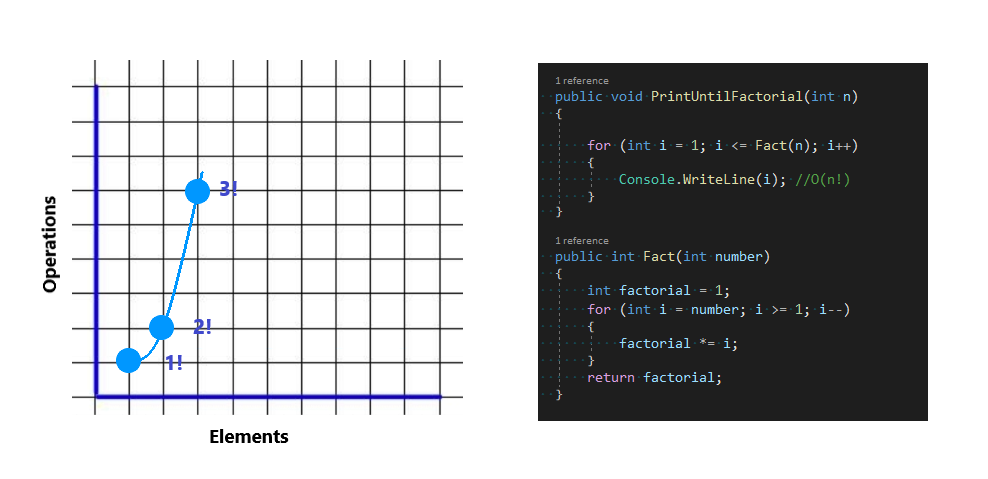 Operations
3!
2!
1!
Elements
1 reference
public void PrintUntilFactorial(int n)
{
for (int i = 1; i <= Fact(n); i++)
{
Console.WriteLine(i); //O(n!)
}
}
1 reference
public int Fact(int number)
{
int factorial = 1;
for (int i = number; i >= 1; i--)
{
factorial *= i;
}
return factorial;
}